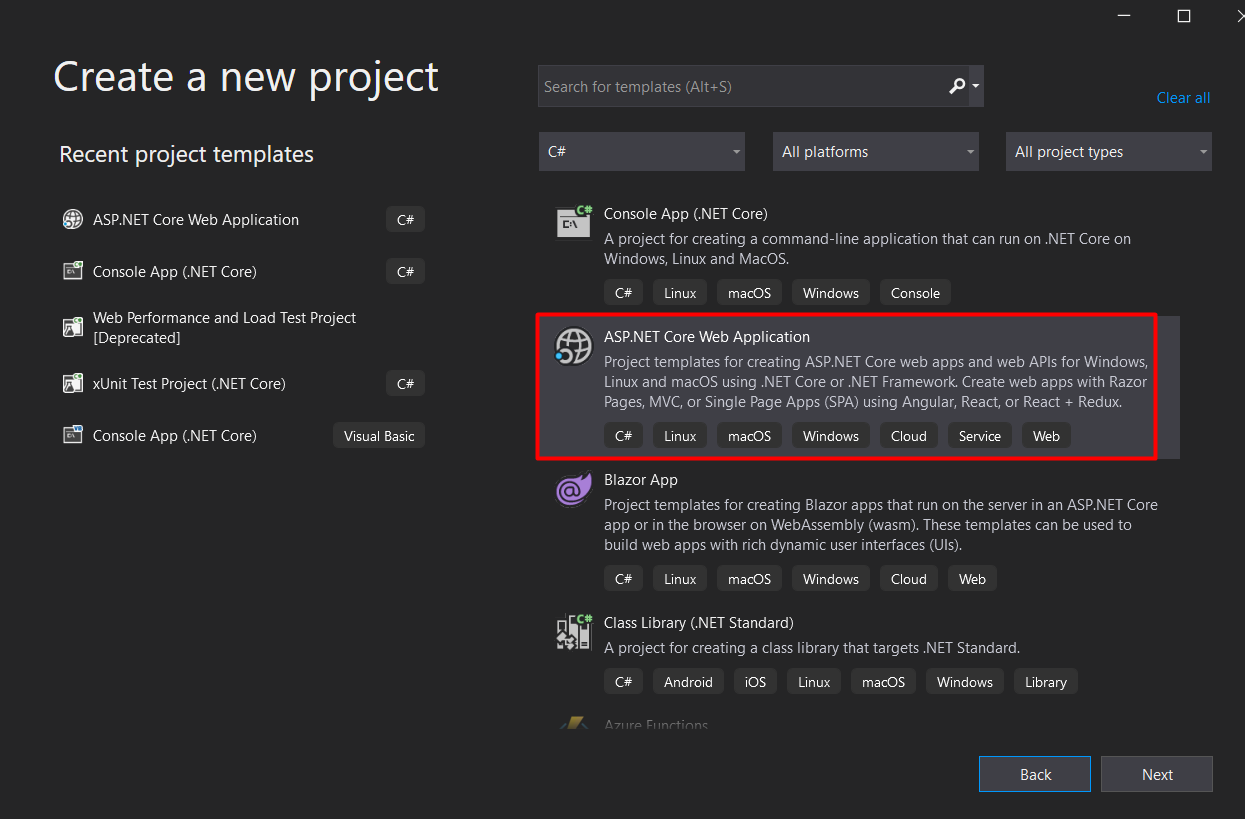 Create a new project
Recent project templates
ASP.NET Core Web Application
C#
Console App (.NET Core)
C#
Web Performance and Load Test Project
[Deprecated]
xUnit Test Project (.NET Core)
C#
Console App (.NET Core)
Visual Basic
Search for templates (Alt+S)
Clear all
C#
All platforms
All project types
C#
C:\
Console App (.NET Core)
A project for creating a command-line application that can run on .NET Core on
Windows, Linux and MacOS.
C# Linux macOS Windows Console
ASP.NET Core Web Application
Project templates for creating ASP.NET Core web apps and web APIs for Windows,
Linux and macOS using .NET Core or .NET Framework. Create web apps with Razor
Pages, MVC, or Single Page Apps (SPA) using Angular, React, or React + Redux.
C# Linux macOS Windows Cloud Service Web
Blazor App
Project templates for creating Blazor apps that run on the server in an ASP.NET Core
app or in the browser on WebAssembly (wasm). These templates can be used to
build web apps with rich dynamic user interfaces (UIs).
C# Linux macOS Windows Cloud Web
C#
Class Library (.NET Standard)
A project for creating a class library that targets .NET Standard.
C# Android iOS Linux macOS Windows Library
Azure Functions
Back
Next